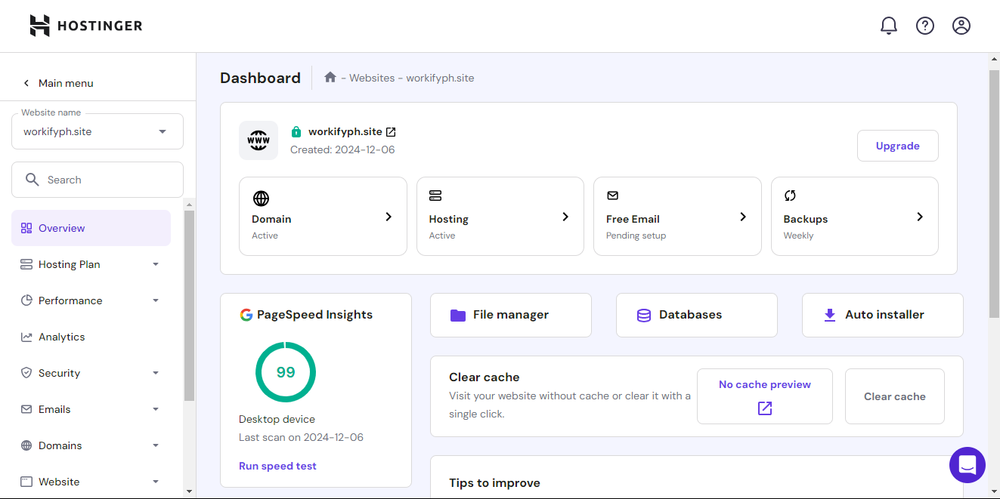 HOSTINGER
Main menu
Website name
workifyph.site
Search
Overview
Hosting Plan
Performance
Analytics
Security
Emails
Domains
Website
Dashboard
- Websites - workifyph.site
www
workifyph.site
Created: 2024-12-06
Upgrade
Domain
Active
Hosting
Active
Free Email
Pending setup
Backups
Weekly
PageSpeed Insights
99
Desktop device
Last scan on 2024-12-06
Run speed test
File manager
Databases
Auto installer
Clear cache
Visit your website without cache or clear it with a
single click.
No cache preview
Clear cache
Tips to improve